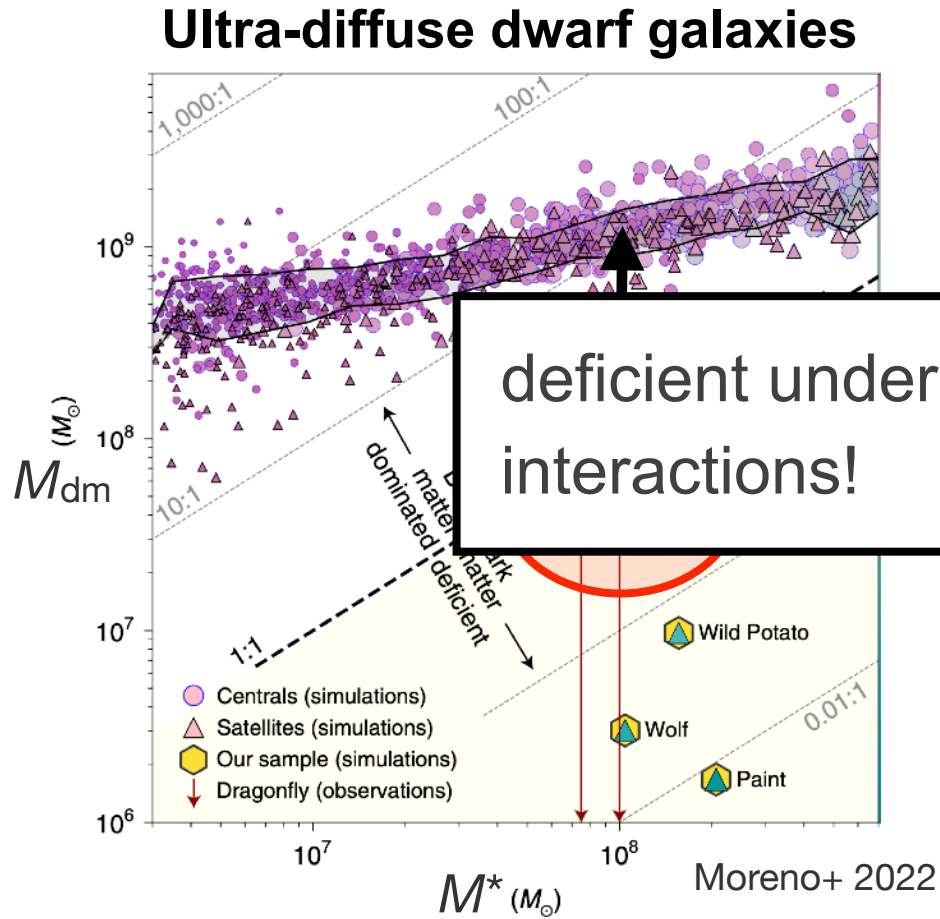 Ultra-diffuse dwarf galaxies
1,000:1
100:1
10⁹
(M⊙)
10⁸
Mdm
10:1
deficient under
interactions!
matter
dominated
matter
deficient
10⁷
1:1
Wild Potato
Centrals (simulations)
Satellites (simulations)
Our sample (simulations)
Dragonfly (observations)
Wolf
0.01:1
Paint
10⁶
10⁷
10⁸
M* (M⊙)
Moreno+ 2022